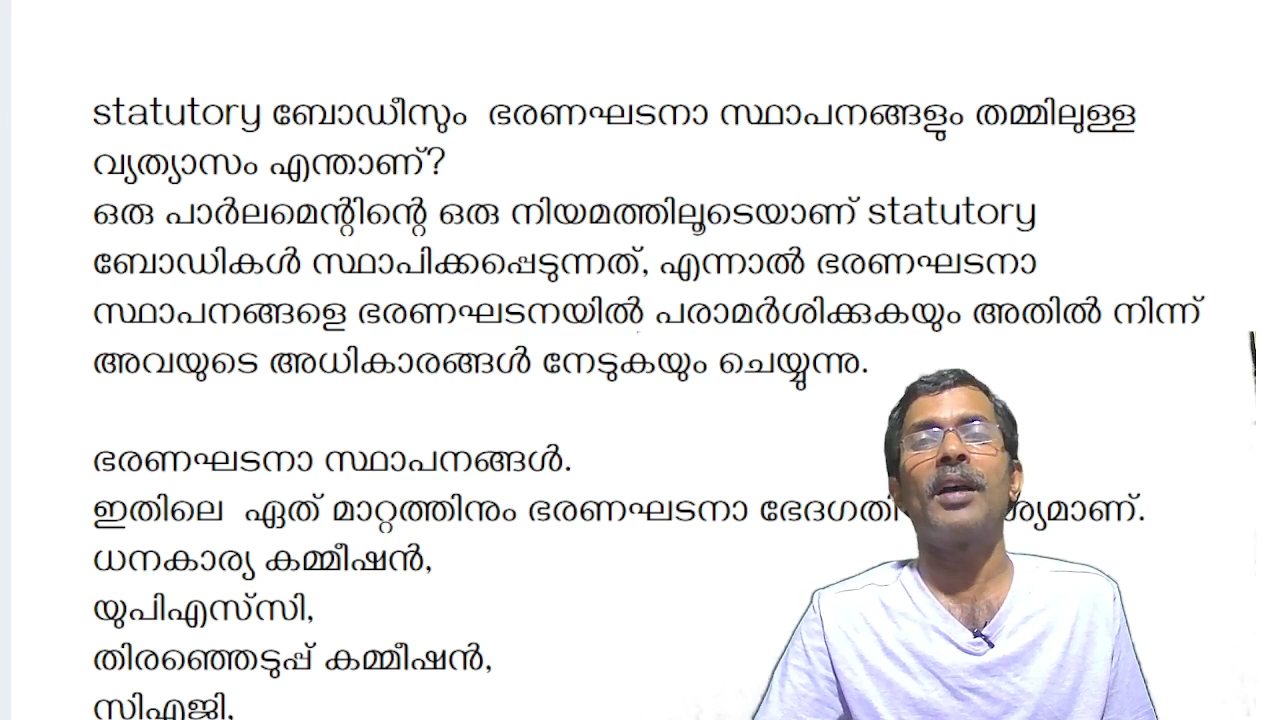 statutory ബോഡീസും ഭരണഘടനാ സ്ഥാപനങ്ങളും തമ്മിലുള്ള
വ്യത്യാസം എന്താണ്?
ഒരു പാർലമെന്റിന്റെ ഒരു നിയമത്തിലൂടെയാണ് statutory
ബോഡികൾ സ്ഥാപിക്കപ്പെടുന്നത്, എന്നാൽ ഭരണഘടനാ
സ്ഥാപനങ്ങളെ ഭരണഘടനയിൽ പരാമർശിക്കുകയും അതിൽ നിന്ന്
അവയുടെ അധികാരങ്ങൾ നേടുകയും ചെയ്യുന്നു.
ഭരണഘടനാ സ്ഥാപനങ്ങൾ.
ഇതിലെ ഏത് മാറ്റത്തിനും ഭരണഘടനാ
ധനകാര്യ കമ്മീഷൻ,
യുപിഎസ്‌സി,
തിരഞ്ഞെടുപ്പ് കമ്മീഷൻ,
സിഎജി,